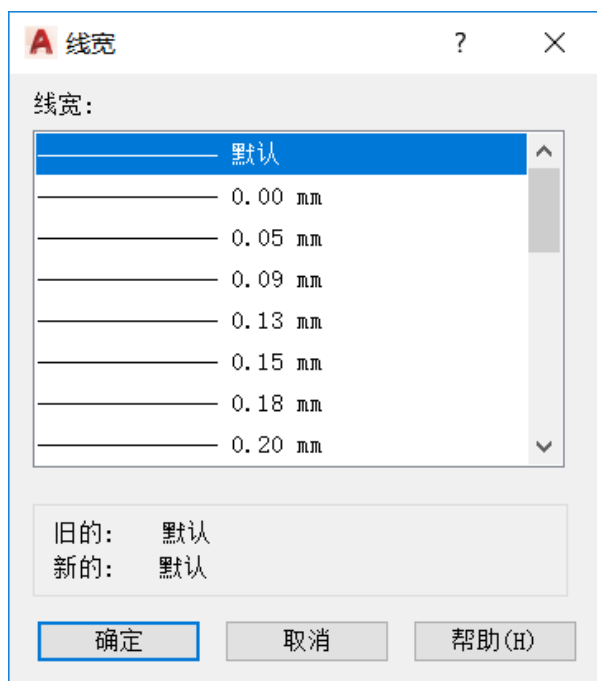 线宽 ?
线宽:
默认
0.00 mm
0.05 mm
0.09 mm
0.13 mm
0.15 mm
0.18 mm
0.20 mm
旧的: 默认
新的: 默认
确定 取消 帮助(H)